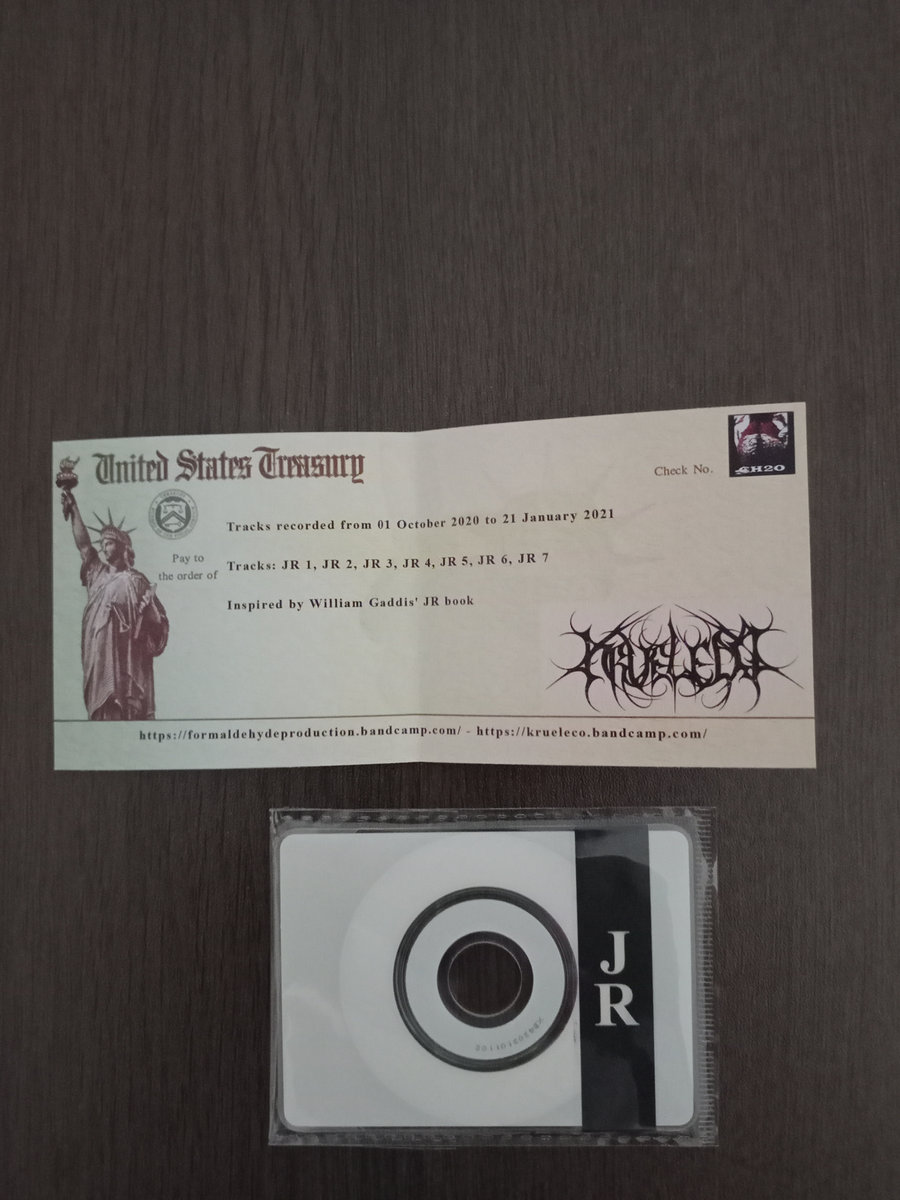 United States Treasury
Check No.
CH2O
Tracks recorded from 01 October 2020 to 21 January 2021
Pay to
the order of
Tracks: JR 1, JR 2, JR 3, JR 4, JR 5, JR 6, JR 7
Inspired by William Gaddis' JR book
KRUELECO
https://formaldehydeproduction.bandcamp.com/ - https://krueleco.bandcamp.com/
J
R